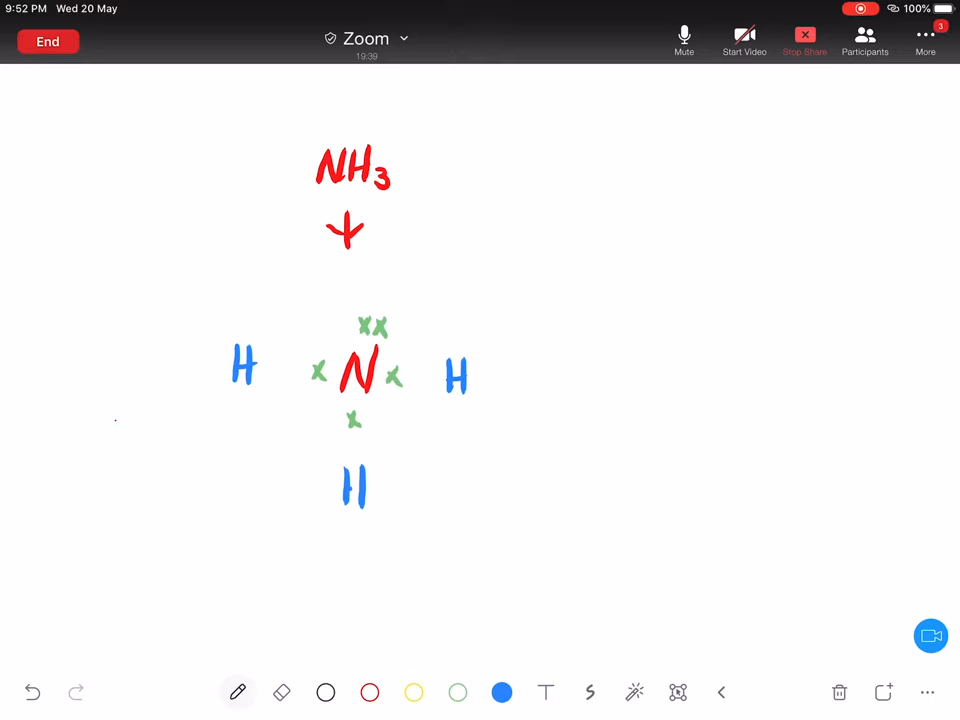 9:52 PM Wed 20 May 100%
End Zoom 3
19:39
Mute Start Video Stop Share Participants More
NH₃
xx
H x N x H
x
H
T